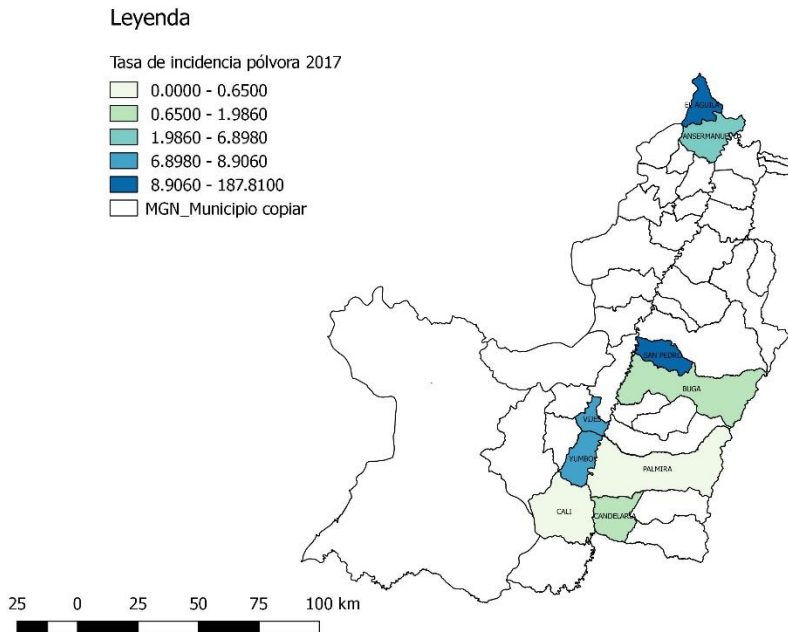 Leyenda
Tasa de incidencia pólvora 2017
0.0000 - 0.6500
0.6500 - 1.9860
1.9860 - 6.8980
6.8980 - 8.9060
8.9060 - 187.8100
MGN_Municipio copiar
EL AGUILA
ANSERMANUEVO
SAN PEDRO
BUGA
VIJES
YUMBO
PALMIRA
CALI
CANDELARIA
25 0 25 50 75 100 km